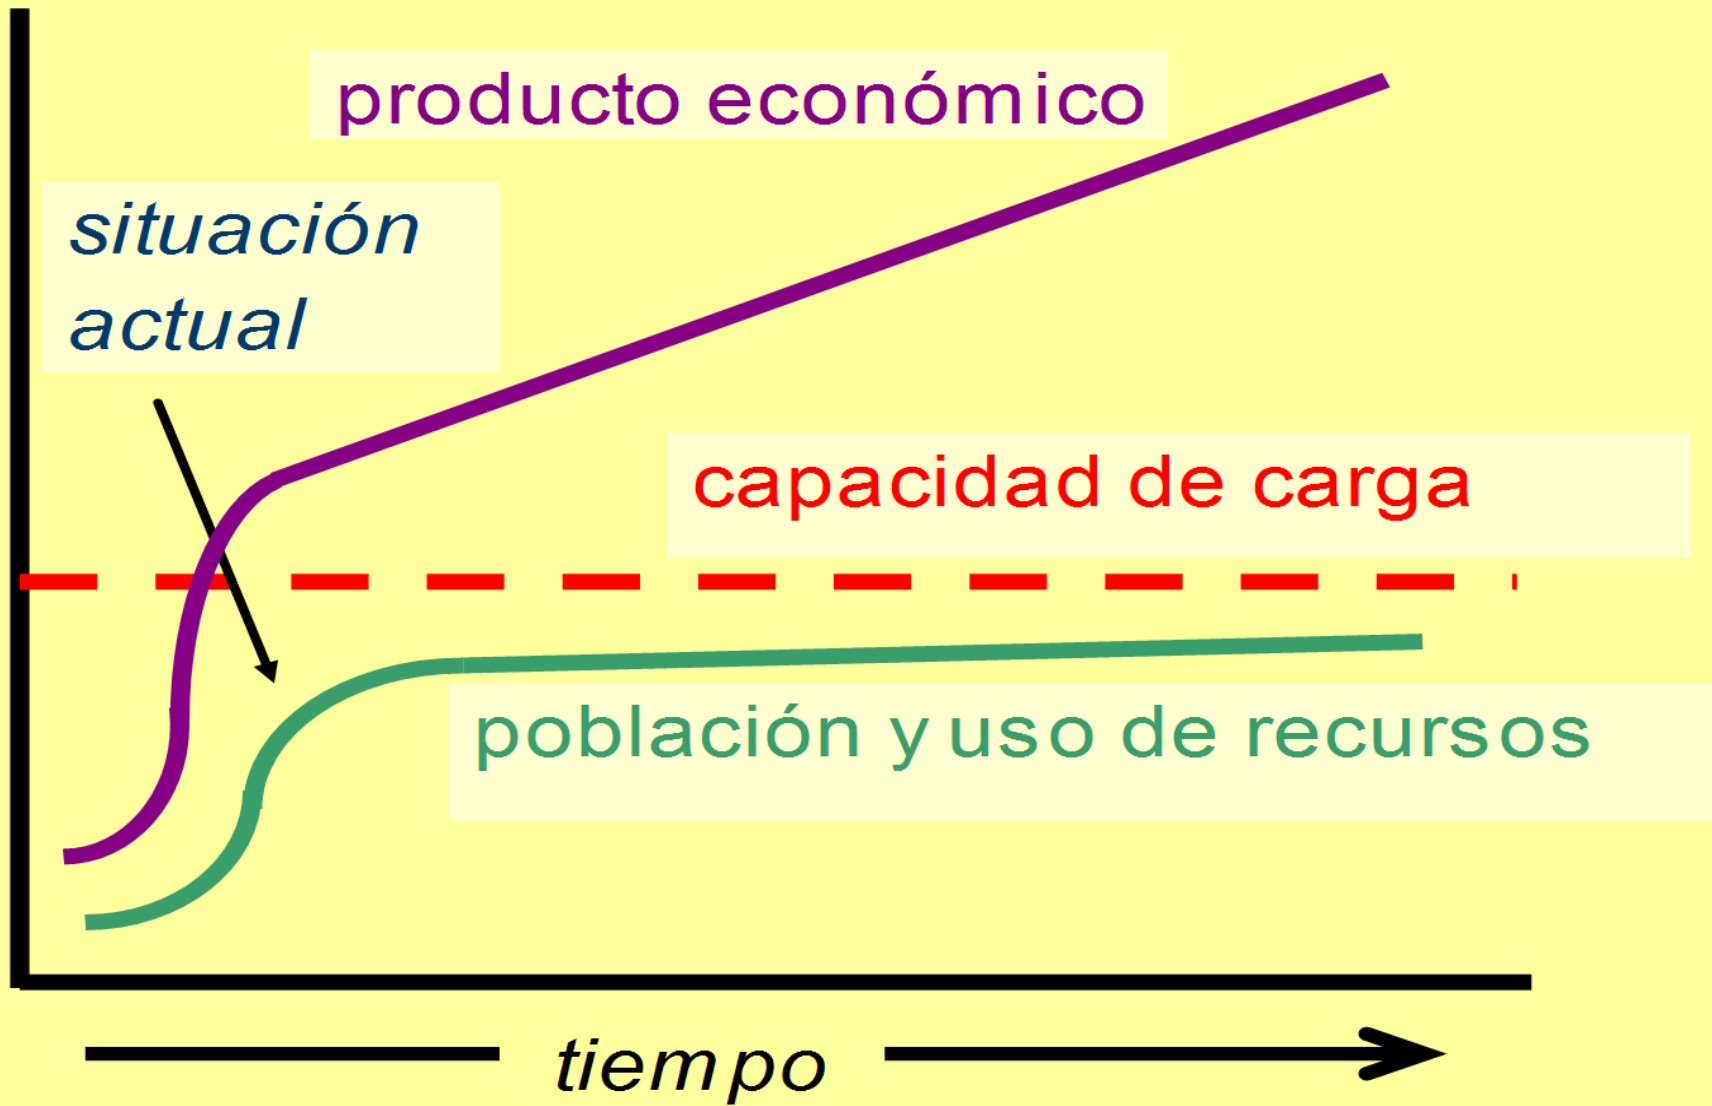 producto económico
situación
actual
capacidad de carga
población y uso de recursos
tiempo